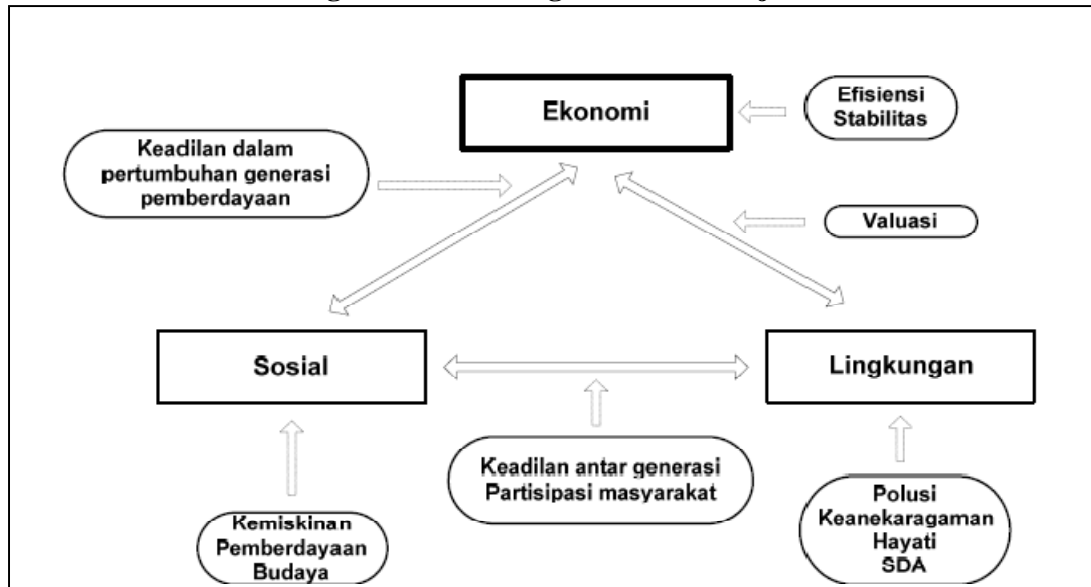 Ekonomi
Efisiensi
Stabilitas
Keadilan dalam
pertumbuhan generasi
pemberdayaan
Valuasi
Sosial
Lingkungan
Keadilan antar generasi
Partisipasi masyarakat
Kemiskinan
Pemberdayaan
Budaya
Polusi
Keanekaragaman
Hayati
SDA